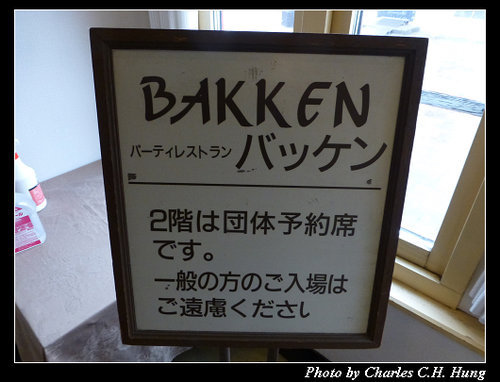 BAKKEN
パーティレストラン バッケン
2階は団体予約席
です。
一般の方のご入場は
ご遠慮ください
Photo by Charles C.H. Hung